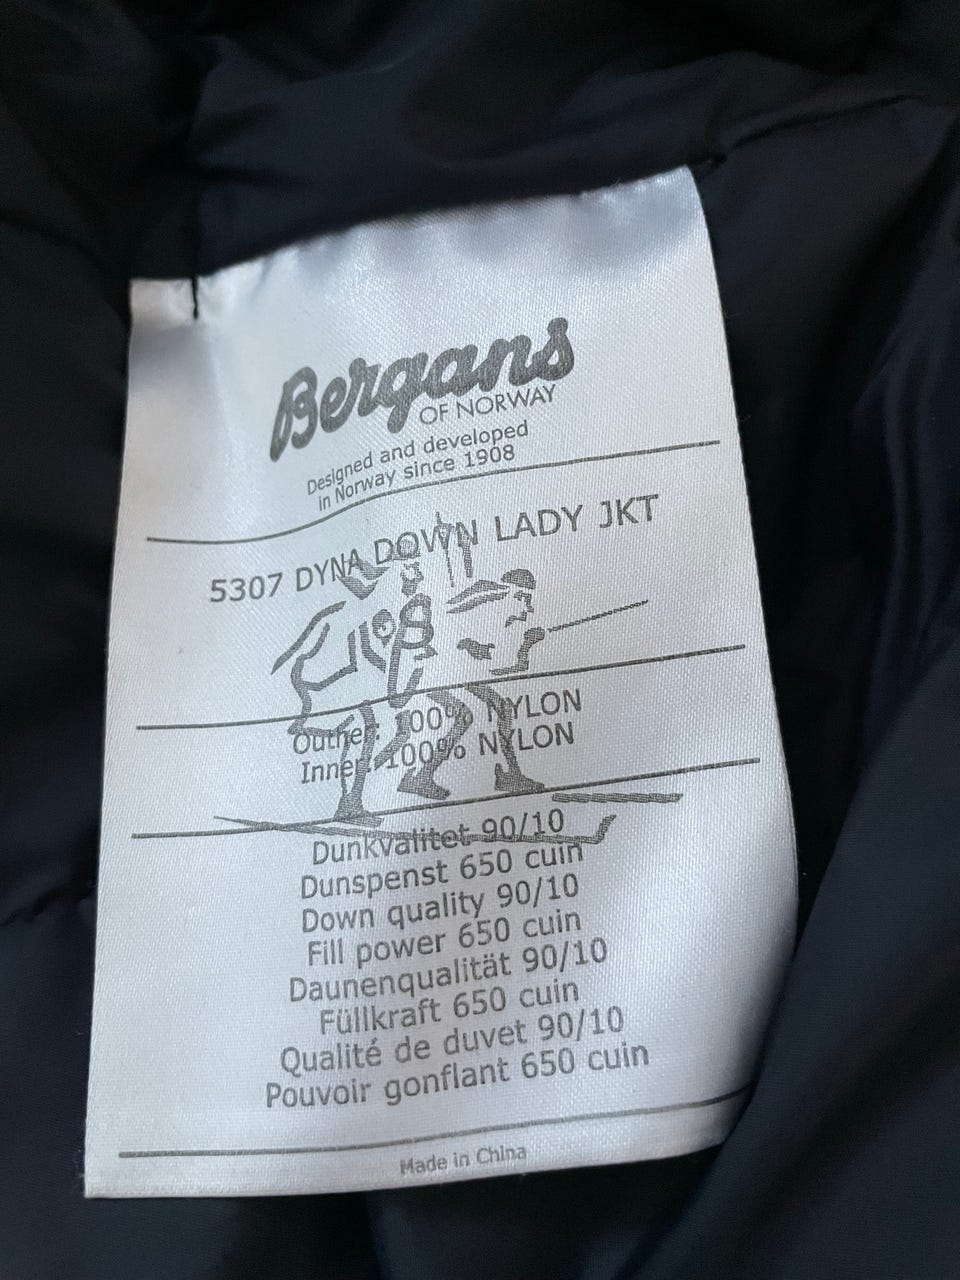 Bergans
OF NORWAY
Designed and developed
in Norway since 1908
5307 DYNA DOWN LADY JKT
Outher: 100% NYLON
Inner: 100% NYLON
Dunkvalitet 90/10
Dunspenst 650 cuin
Down quality 90/10
Fill power 650 cuin
Daunenqualität 90/10
Füllkraft 650 cuin
Qualité de duvet 90/10
Pouvoir gonflant 650 cuin
Made in China